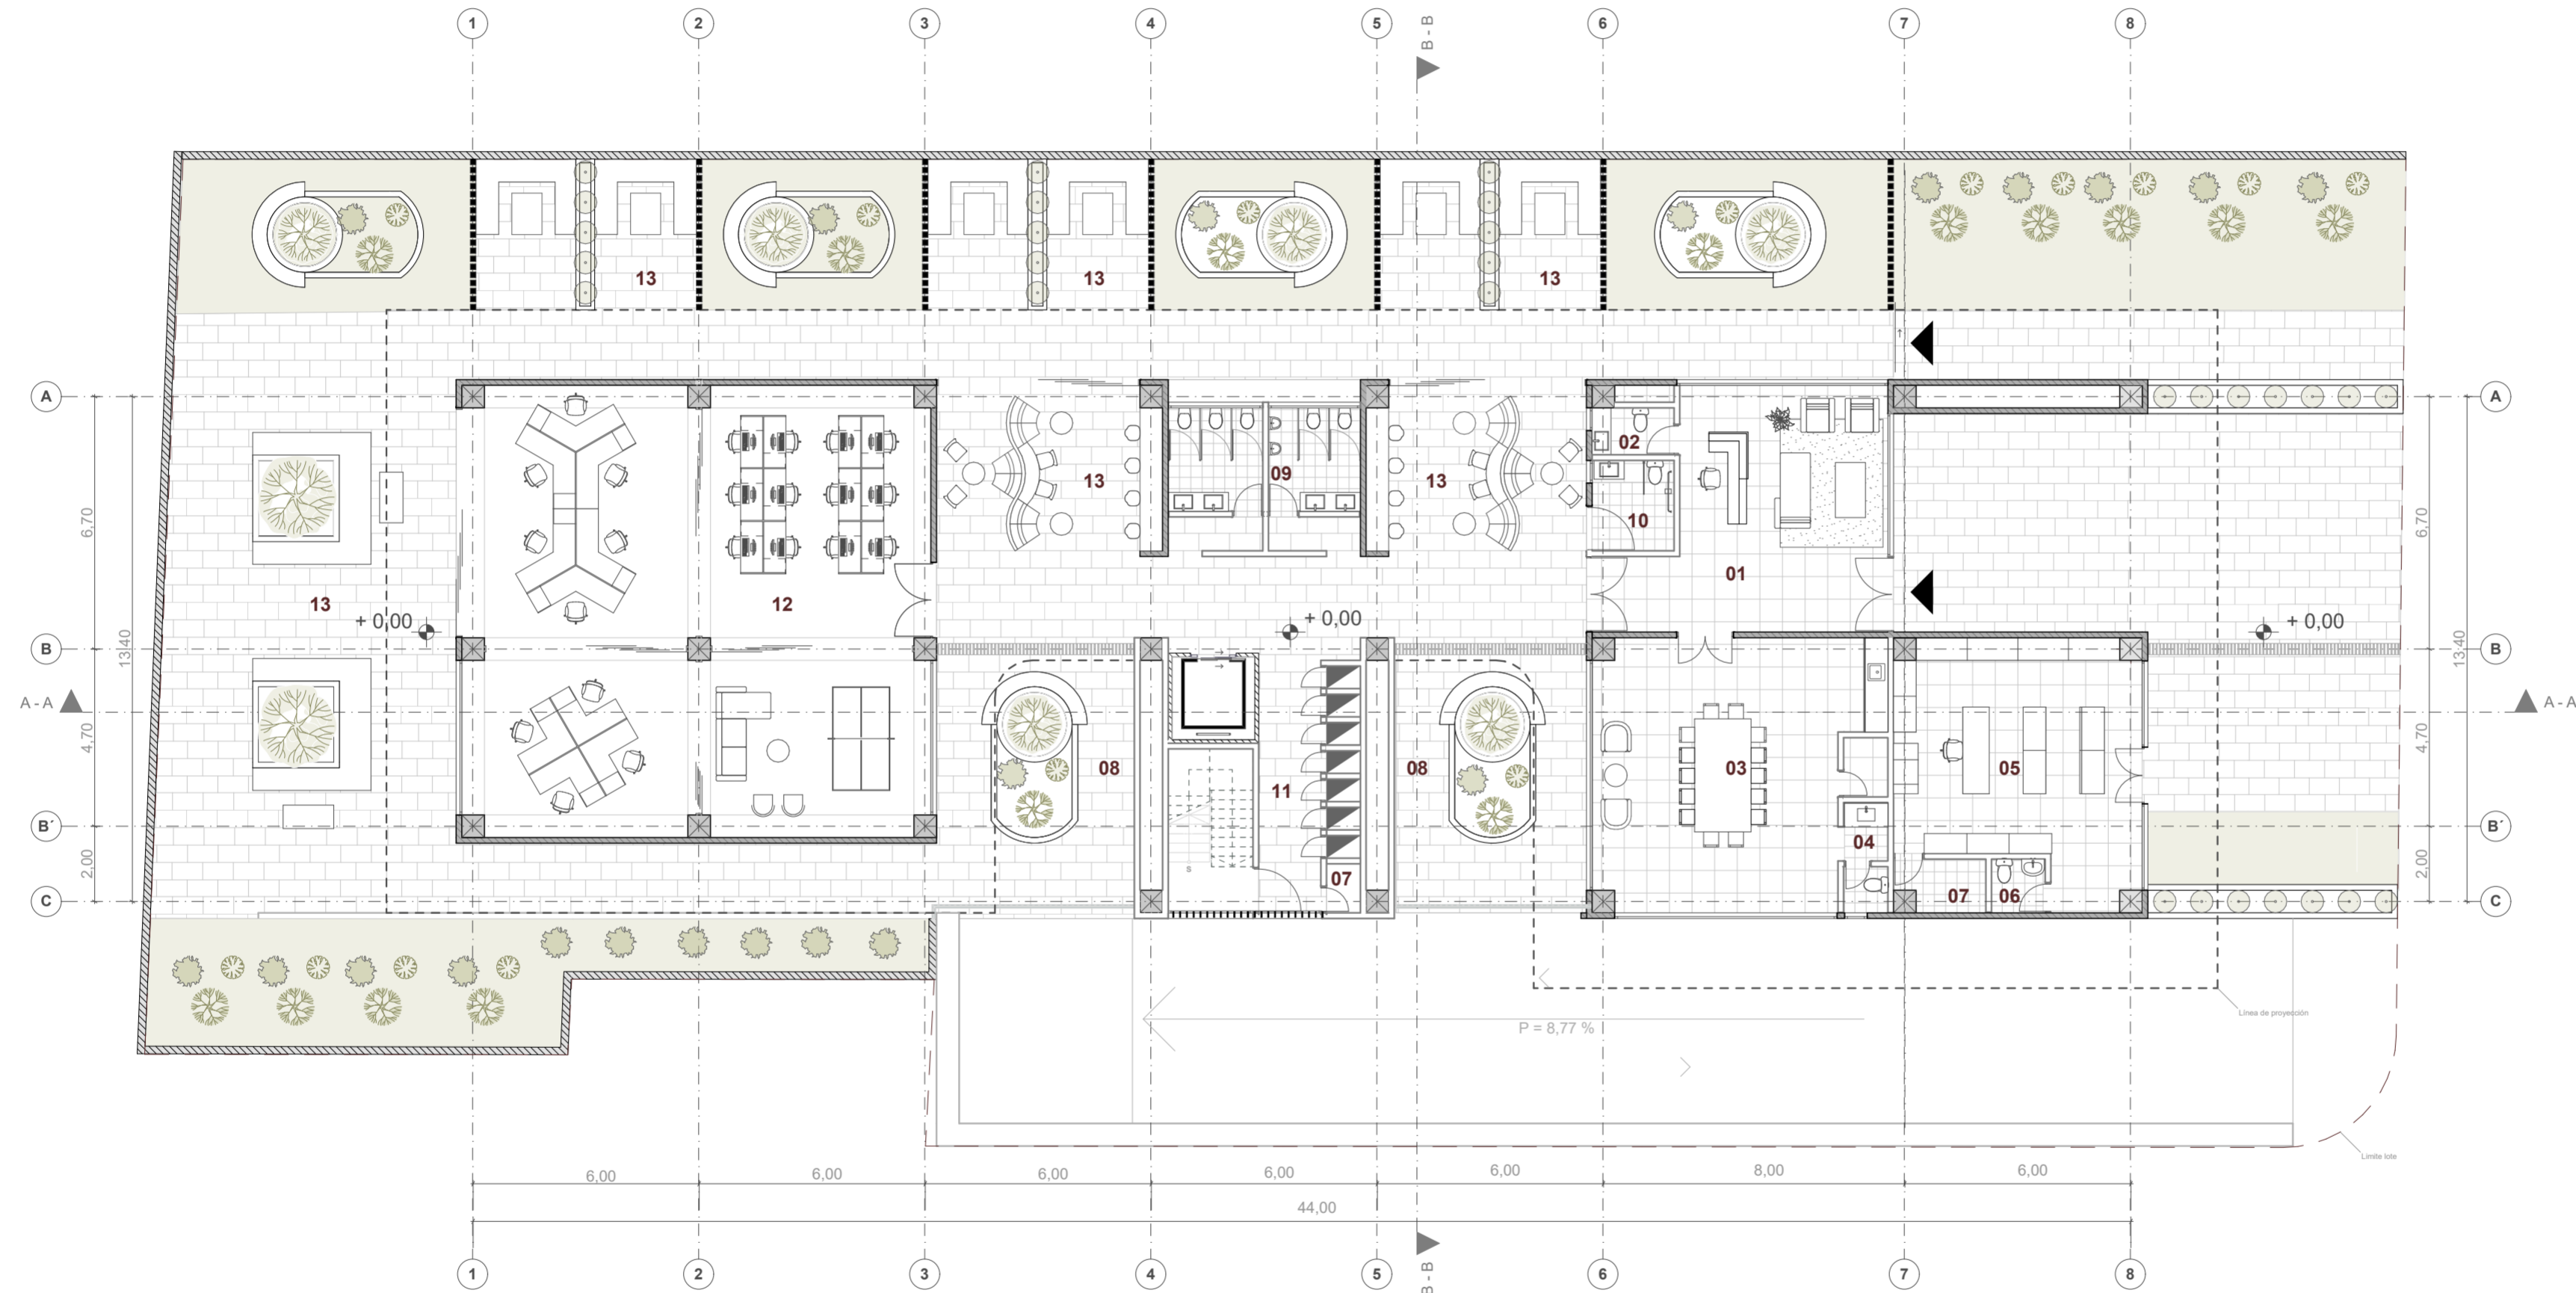 1 2 3 4 5 6 7 8
B - B
13 13 13
A A
02
09
13 13
10
6,70 6,70
01
12
13
+ 0,00 + 0,00 + 0,00
B B
13,40 13,40
A - A A - A
4,70 4,70
08 08 03 05
11
B´ B´
04
2,00 2,00
07
07 06
S
C C
Línea de proyección
P = 8,77 %
Límite lote
6,00 6,00 6,00 6,00 6,00 8,00 6,00
44,00
B - B
1 2 3 4 5 6 7 8